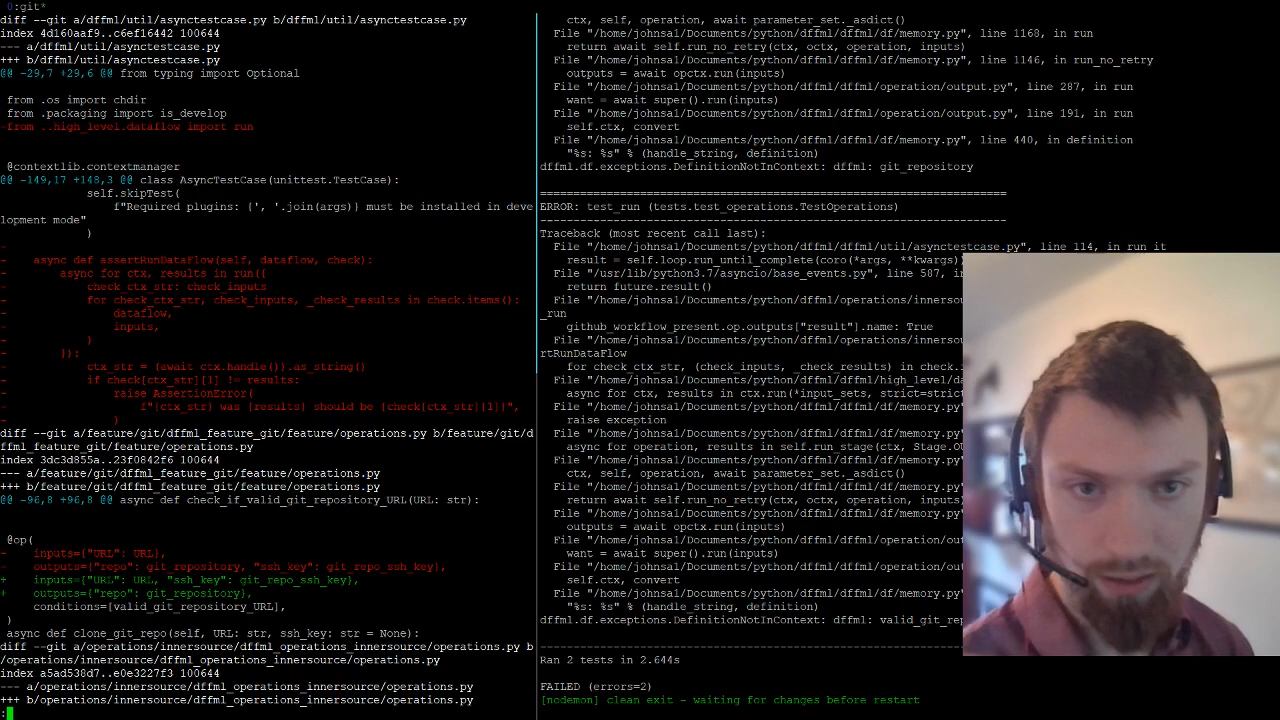 0:git*
diff --git a/dffml/util/asynctestcase.py b/dffml/util/asynctestcase.py
index 4d160aaf9..c6ef16442 100644
--- a/dffml/util/asynctestcase.py
+++ b/dffml/util/asynctestcase.py
@@ -29,7 +29,6 @@ from typing import Optional
from .os import chdir
from .packaging import is_develop
-from ..high_level.dataflow import run
@contextlib.contextmanager
@@ -149,17 +148,3 @@ class AsyncTestCase(unittest.TestCase):
self.skipTest(
f"Required plugins: {', '.join(args)} must be installed in deve
lopment mode"
)
-
- async def assertRunDataFlow(self, dataflow, check):
- async for ctx, results in run({
- check_ctx_str: check_inputs
- for check_ctx_str, check_inputs, _check_results in check.items():
- dataflow,
- inputs,
- )
- }):
- ctx_str = (await ctx.handle()).as_string()
- if check[ctx_str][1] != results:
- raise AssertionError(
- f"{ctx_str} was {results} should be {check[ctx_str][1]}",
- )
diff --git a/feature/git/dffml_feature_git/feature/operations.py b/feature/git/d
ffml_feature_git/feature/operations.py
index 3dc3d855a..23f0842f6 100644
--- a/feature/git/dffml_feature_git/feature/operations.py
+++ b/feature/git/dffml_feature_git/feature/operations.py
@@ -96,8 +96,8 @@ async def check_if_valid_git_repository_URL(URL: str):
@op(
- inputs={"URL": URL},
- outputs={"repo": git_repository, "ssh_key": git_repo_ssh_key},
+ inputs={"URL": URL, "ssh_key": git_repo_ssh_key},
+ outputs={"repo": git_repository},
conditions=[valid_git_repository_URL],
)
async def clone_git_repo(self, URL: str, ssh_key: str = None):
diff --git a/operations/innersource/dffml_operations_innersource/operations.py b
/operations/innersource/dffml_operations_innersource/operations.py
index a5ad538d7..e0e3227f3 100644
--- a/operations/innersource/dffml_operations_innersource/operations.py
+++ b/operations/innersource/dffml_operations_innersource/operations.py
:
ctx, self, operation, await parameter_set._asdict()
File "/home/johnsa1/Documents/python/dffml/dffml/df/memory.py", line 1168, in run
return await self.run_no_retry(ctx, octx, operation, inputs)
File "/home/johnsa1/Documents/python/dffml/dffml/df/memory.py", line 1146, in run_no_retry
outputs = await opctx.run(inputs)
File "/home/johnsa1/Documents/python/dffml/dffml/operation/output.py", line 287, in run
want = await super().run(inputs)
File "/home/johnsa1/Documents/python/dffml/dffml/operation/output.py", line 191, in run
self.ctx, convert
File "/home/johnsa1/Documents/python/dffml/dffml/df/memory.py", line 440, in definition
"%s: %s" % (handle_string, definition)
dffml.df.exceptions.DefinitionNotInContext: dffml: git_repository
======================================================================
ERROR: test_run (tests.test_operations.TestOperations)
----------------------------------------------------------------------
Traceback (most recent call last):
File "/home/johnsa1/Documents/python/dffml/dffml/util/asynctestcase.py", line 114, in run_it
result = self.loop.run_until_complete(coro(*args, **kwargs))
File "/usr/lib/python3.7/asyncio/base_events.py", line 587, in
return future.result()
File "/home/johnsa1/Documents/python/dffml/operations/innersou
_run
github_workflow_present.op.outputs["result"].name: True
File "/home/johnsa1/Documents/python/dffml/operations/innersou
rtRunDataFlow
for check_ctx_str, (check_inputs, _check_results) in check.
File "/home/johnsa1/Documents/python/dffml/dffml/high_level/da
async for ctx, results in ctx.run(*input_sets, strict=strict
File "/home/johnsa1/Documents/python/dffml/dffml/df/memory.py
raise exception
File "/home/johnsa1/Documents/python/dffml/dffml/df/memory.py
async for operation, results in self.run_stage(ctx, Stage.OU
File "/home/johnsa1/Documents/python/dffml/dffml/df/memory.py
ctx, self, operation, await parameter_set._asdict()
File "/home/johnsa1/Documents/python/dffml/dffml/df/memory.py
return await self.run_no_retry(ctx, octx, operation, inputs)
File "/home/johnsa1/Documents/python/dffml/dffml/df/memory.py
outputs = await opctx.run(inputs)
File "/home/johnsa1/Documents/python/dffml/dffml/operation/ou
want = await super().run(inputs)
File "/home/johnsa1/Documents/python/dffml/dffml/operation/out
self.ctx, convert
File "/home/johnsa1/Documents/python/dffml/dffml/df/memory.py
"%s: %s" % (handle_string, definition)
dffml.df.exceptions.DefinitionNotInContext: dffml: valid_git_rep
----------------------------------------------------------------------
Ran 2 tests in 2.644s
FAILED (errors=2)
[nodemon] clean exit - waiting for changes before restart